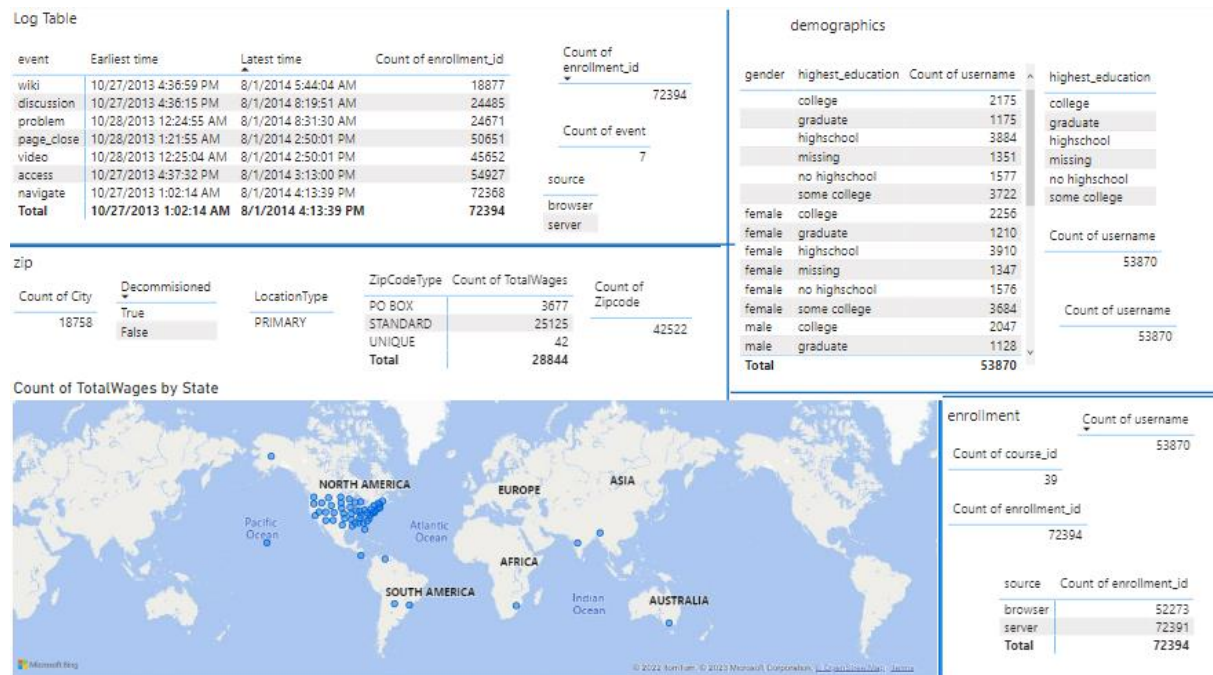 Log Table
event Earliest time Latest time Count of enrollment_id
wiki 10/27/2013 4:36:59 PM 8/1/2014 5:44:04 AM 18877
discussion 10/27/2013 4:36:15 PM 8/1/2014 8:19:51 AM 24485
problem 10/28/2013 12:24:55 AM 8/1/2014 8:31:30 AM 24671
page_close 10/28/2013 1:21:55 AM 8/1/2014 2:50:01 PM 50651
video 10/28/2013 12:25:04 AM 8/1/2014 2:50:01 PM 45652
access 10/27/2013 4:37:32 PM 8/1/2014 3:13:00 PM 54927
navigate 10/27/2013 1:02:14 AM 8/1/2014 4:13:39 PM 72368
Total 10/27/2013 1:02:14 AM 8/1/2014 4:13:39 PM 72394
Count of
enrollment_id
72394
Count of event
7
source
browser
server
demographics
gender highest_education Count of username
college 2175
graduate 1175
highschool 3884
missing 1351
no highschool 1577
some college 3722
female college 2256
female graduate 1210
female highschool 3910
female missing 1347
female no highschool 1576
female some college 3684
male college 2047
male graduate 1128
Total 53870
highest_education
college
graduate
highschool
missing
no highschool
some college
Count of username
53870
Count of username
53870
zip
Count of City
18758
Decommisioned
True
False
LocationType
PRIMARY
ZipCodeType Count of TotalWages
PO BOX 3677
STANDARD 25125
UNIQUE 42
Total 28844
Count of
Zipcode
42522
Count of TotalWages by State
NORTH AMERICA
EUROPE
ASIA
Pacific
Ocean
Atlantic
Ocean
AFRICA
SOUTH AMERICA
Indian
Ocean
AUSTRALIA
Microsoft Bing
© 2022 TomTom, © 2023 Microsoft Corporation, © OpenStreetMap Terms
enrollment
Count of username
53870
Count of course_id
39
Count of enrollment_id
72394
source Count of enrollment_id
browser 52273
server 72391
Total 72394